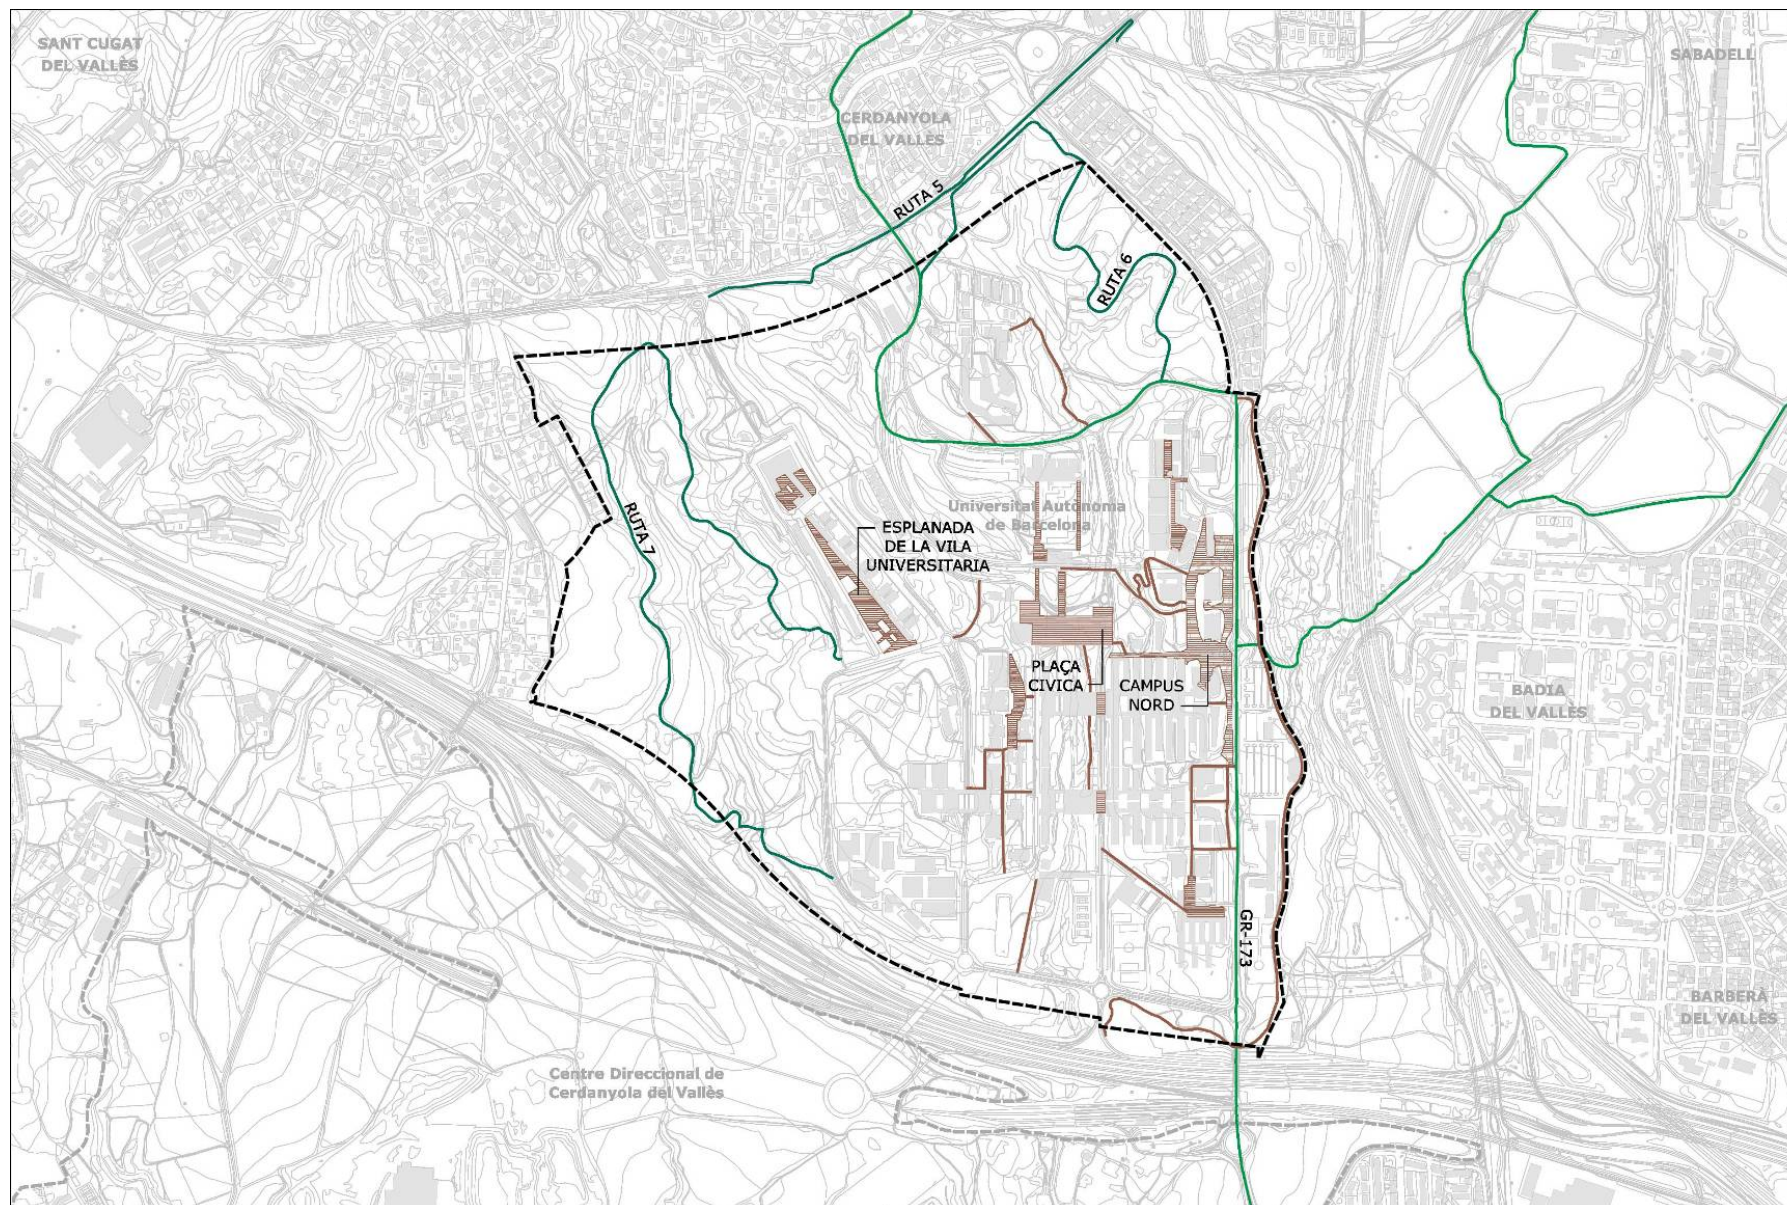 SANT CUGAT
DEL VALLÈS
SABADELL
CERDANYOLA
DEL VALLÈS
RUTA 5
RUTA 6
RUTA 7
Universitat Autònoma
de Barcelona
ESPLANADA
DE LA VILA
UNIVERSITARIA
PLAÇA
CIVICA
CAMPUS
NORD
BADIA
DEL VALLÈS
GR-173
BARBERÀ
DEL VALLÈS
Centre Direccional de
Cerdanyola del Vallès